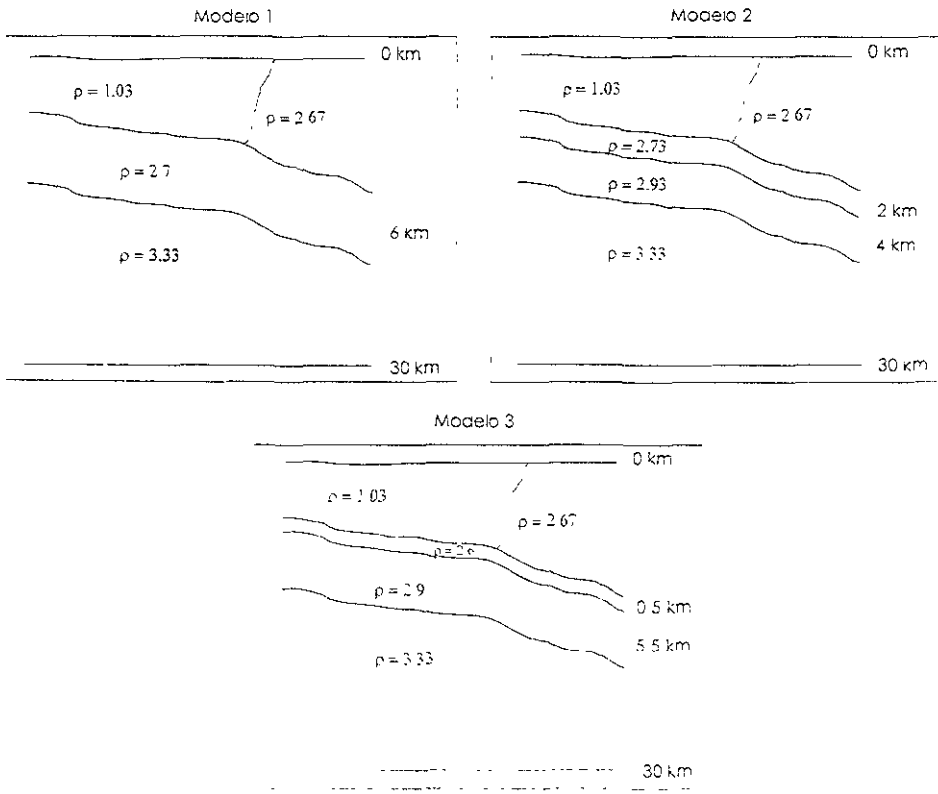 Modelo 1
0 km
ρ = 1.03
ρ = 2 67
ρ = 2 7
6 km
ρ = 3.33
30 km
Modelo 2
0 km
ρ = 1.03
ρ = 2 67
ρ = 2.73
ρ = 2.93
2 km
4 km
ρ = 3 33
30 km
Modelo 3
0 km
ρ = 1 03
ρ = 2 67
ρ = 2 9
0 5 km
5 5 km
ρ = 3 33
30 km